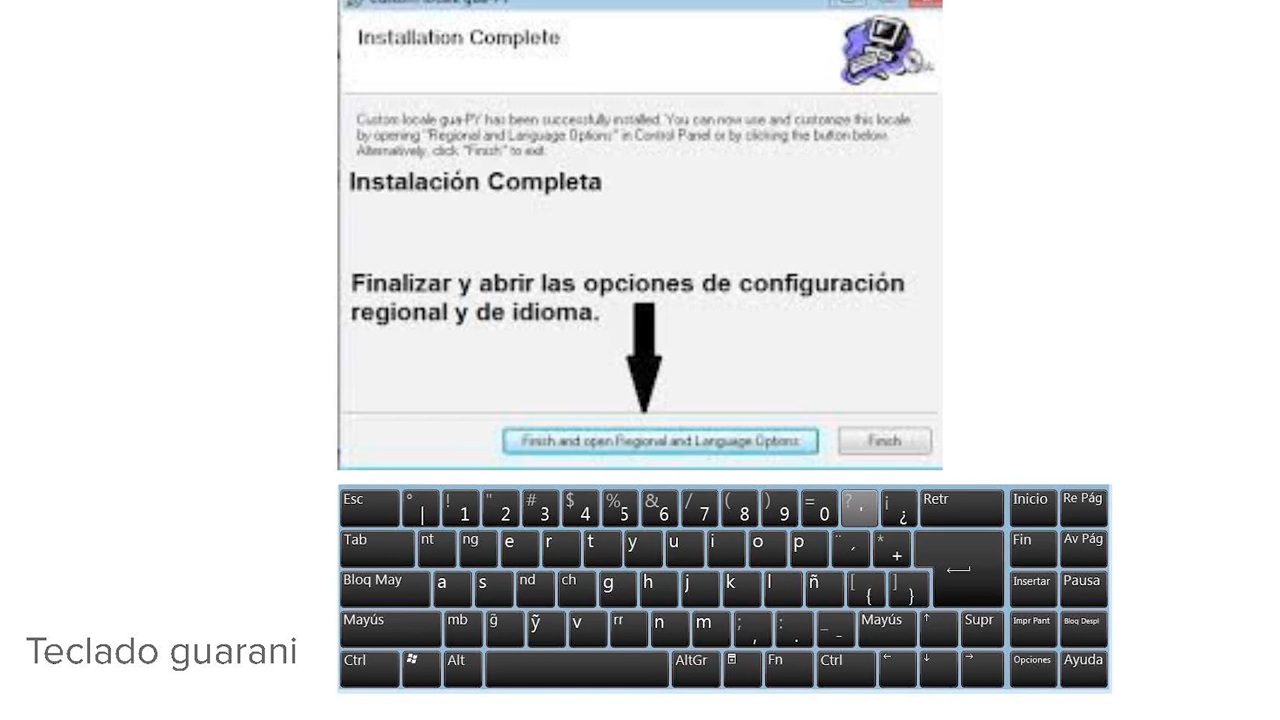 Custom locale gua-PY
Installation Complete
Custom locale gua-PY has been successfully installed. You can now use and customize this locale
by opening "Regional and Language Options" in Control Panel or by clicking the button below.
Alternatively, click "Finish" to exit.
Instalación Completa
Finalizar y abrir las opciones de configuración
regional y de idioma.
Finish and open Regional and Language Options
Finish
Esc ° | ! 1 " 2 # 3 $ 4 % 5 & 6 / 7 ( 8 ) 9 = 0 ? ' ¡ ¿ Retr Inicio Re Pág
Tab nt ng e r t y u i o p ¨ ´ * + Fin Av Pág
Bloq May a s nd ch g h j k l ñ [ { ] } Insertar Pausa
Mayús mb g̃ ỹ v rr n m ; , : . _ - Mayús ↑ Supr Impr Pant Bloq Despl
Ctrl Alt AltGr Fn Ctrl ← ↓ → Opciones Ayuda
Teclado guarani